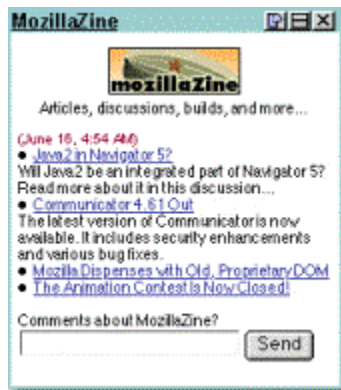 MozillaZine
mozillaZine
Articles, discussions, builds, and more...
(June 16, 4:54 AM)
• Java2 in Navigator 5?
Will Java2 be an integrated part of Navigator 5?
Read more about it in this discussion...
• Communicator 4.61 Out
The latest version of Communicator is now
available. It includes security enhancements
and various bug fixes.
• Mozilla Dispenses with Old, Proprietary DOM
• The Animation Contest Is Now Closed!
Comments about MozillaZine?
Send